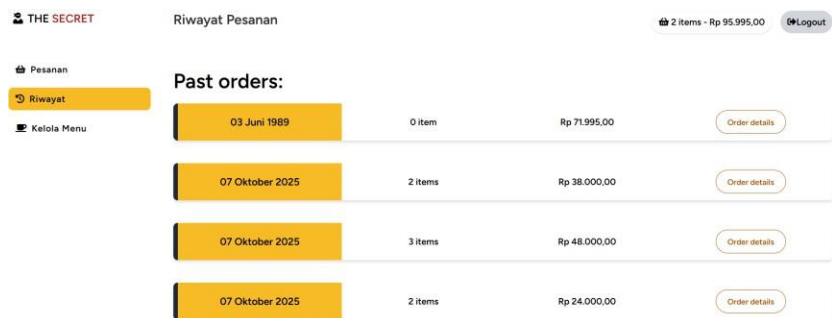 THE SECRET
Riwayat Pesanan
2 items - Rp 95.995,00
Logout
Pesanan
Riwayat
Kelola Menu
Past orders:
03 Juni 1989 0 item Rp 71.995,00 Order details
07 Oktober 2025 2 items Rp 38.000,00 Order details
07 Oktober 2025 3 items Rp 48.000,00 Order details
07 Oktober 2025 2 items Rp 24.000,00 Order details